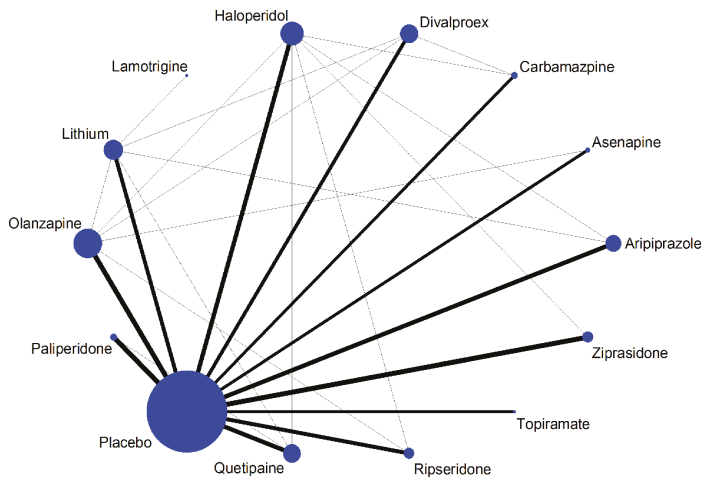 Haloperidol
Divalproex
Lamotrigine
Carbamazpine
Lithium
Asenapine
Olanzapine
Aripiprazole
Paliperidone
Ziprasidone
Placebo
Topiramate
Quetipaine
Ripseridone